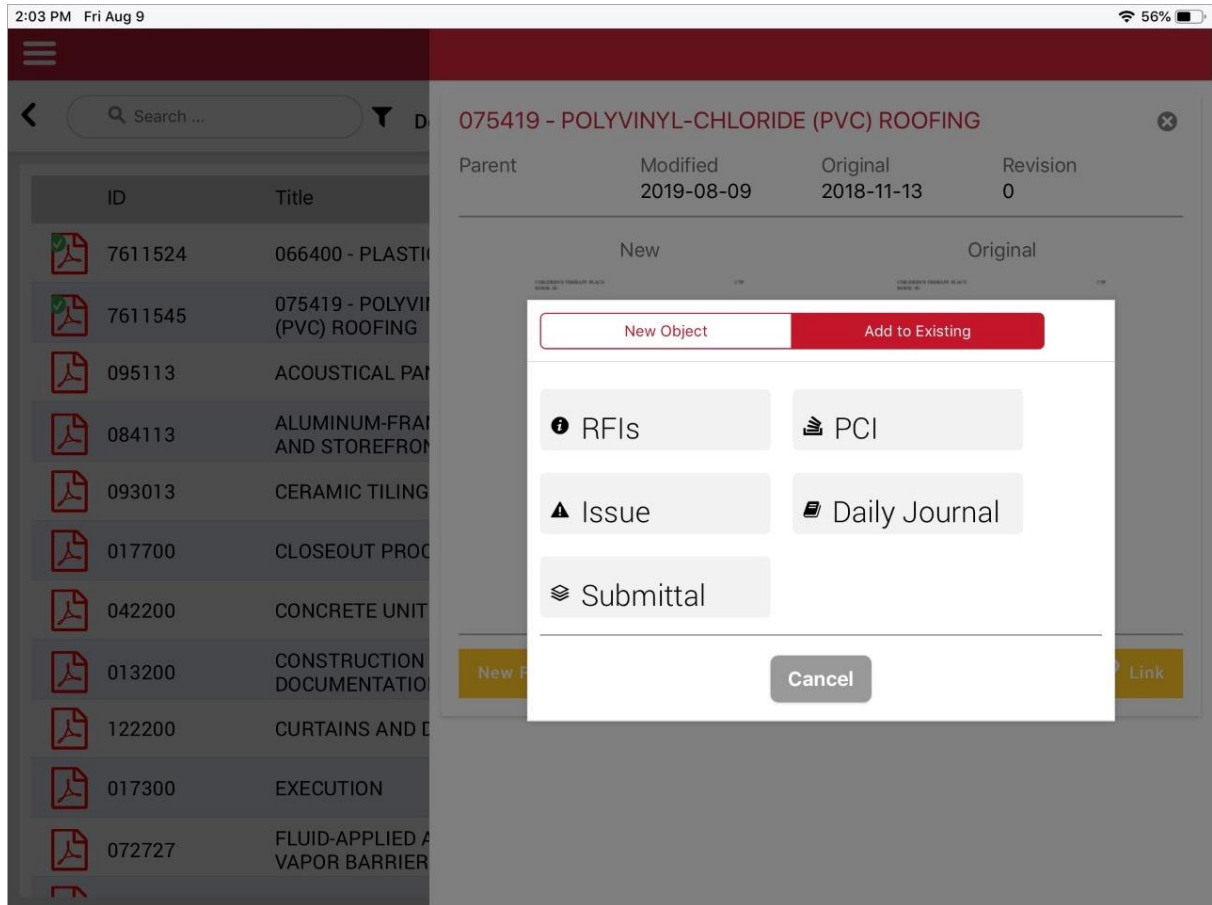 2:03 PM Fri Aug 9
56%
Search ...
075419 - POLYVINYL-CHLORIDE (PVC) ROOFING
Parent
Modified
Original
Revision
2019-08-09
2018-11-13
0
ID
Title
7611524
066400 - PLASTI
7611545
075419 - POLYVI
(PVC) ROOFING
095113
ACOUSTICAL PA
084113
ALUMINUM-FRA
AND STOREFRO
093013
CERAMIC TILING
017700
CLOSEOUT PRO
042200
CONCRETE UNIT
013200
CONSTRUCTION
DOCUMENTATIO
122200
CURTAINS AND
017300
EXECUTION
072727
FLUID-APPLIED
VAPOR BARRIER
New
Original
New Object
Add to Existing
RFIs
PCI
Issue
Daily Journal
Submittal
Cancel
New
Link